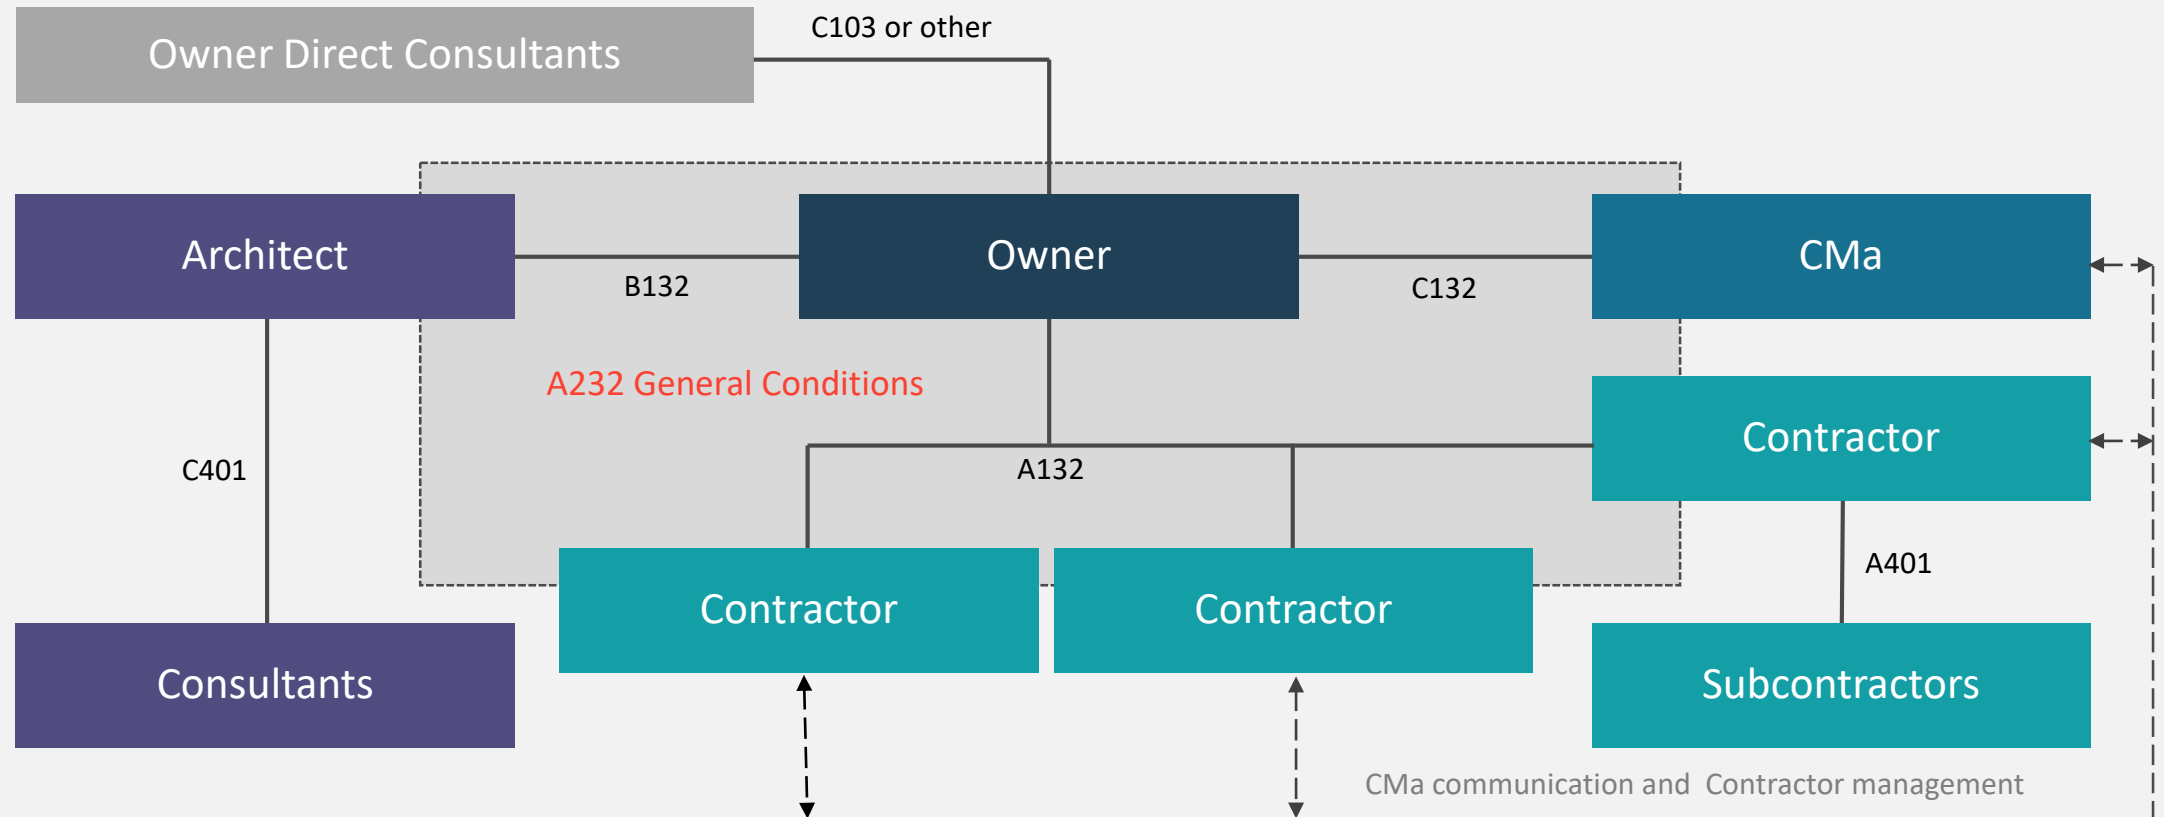 Owner Direct Consultants
C103 or other
Architect
B132
Owner
C132
CMa
A232 General Conditions
Contractor
C401
A132
A401
Contractor
Contractor
Consultants
Subcontractors
CMa communication and Contractor management